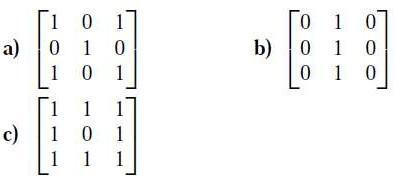 a) [1 0 1] b) [0 1 0]
[0 1 0] [0 1 0]
[1 0 1] [0 1 0]
c) [1 1 1]
[1 0 1]
[1 1 1]